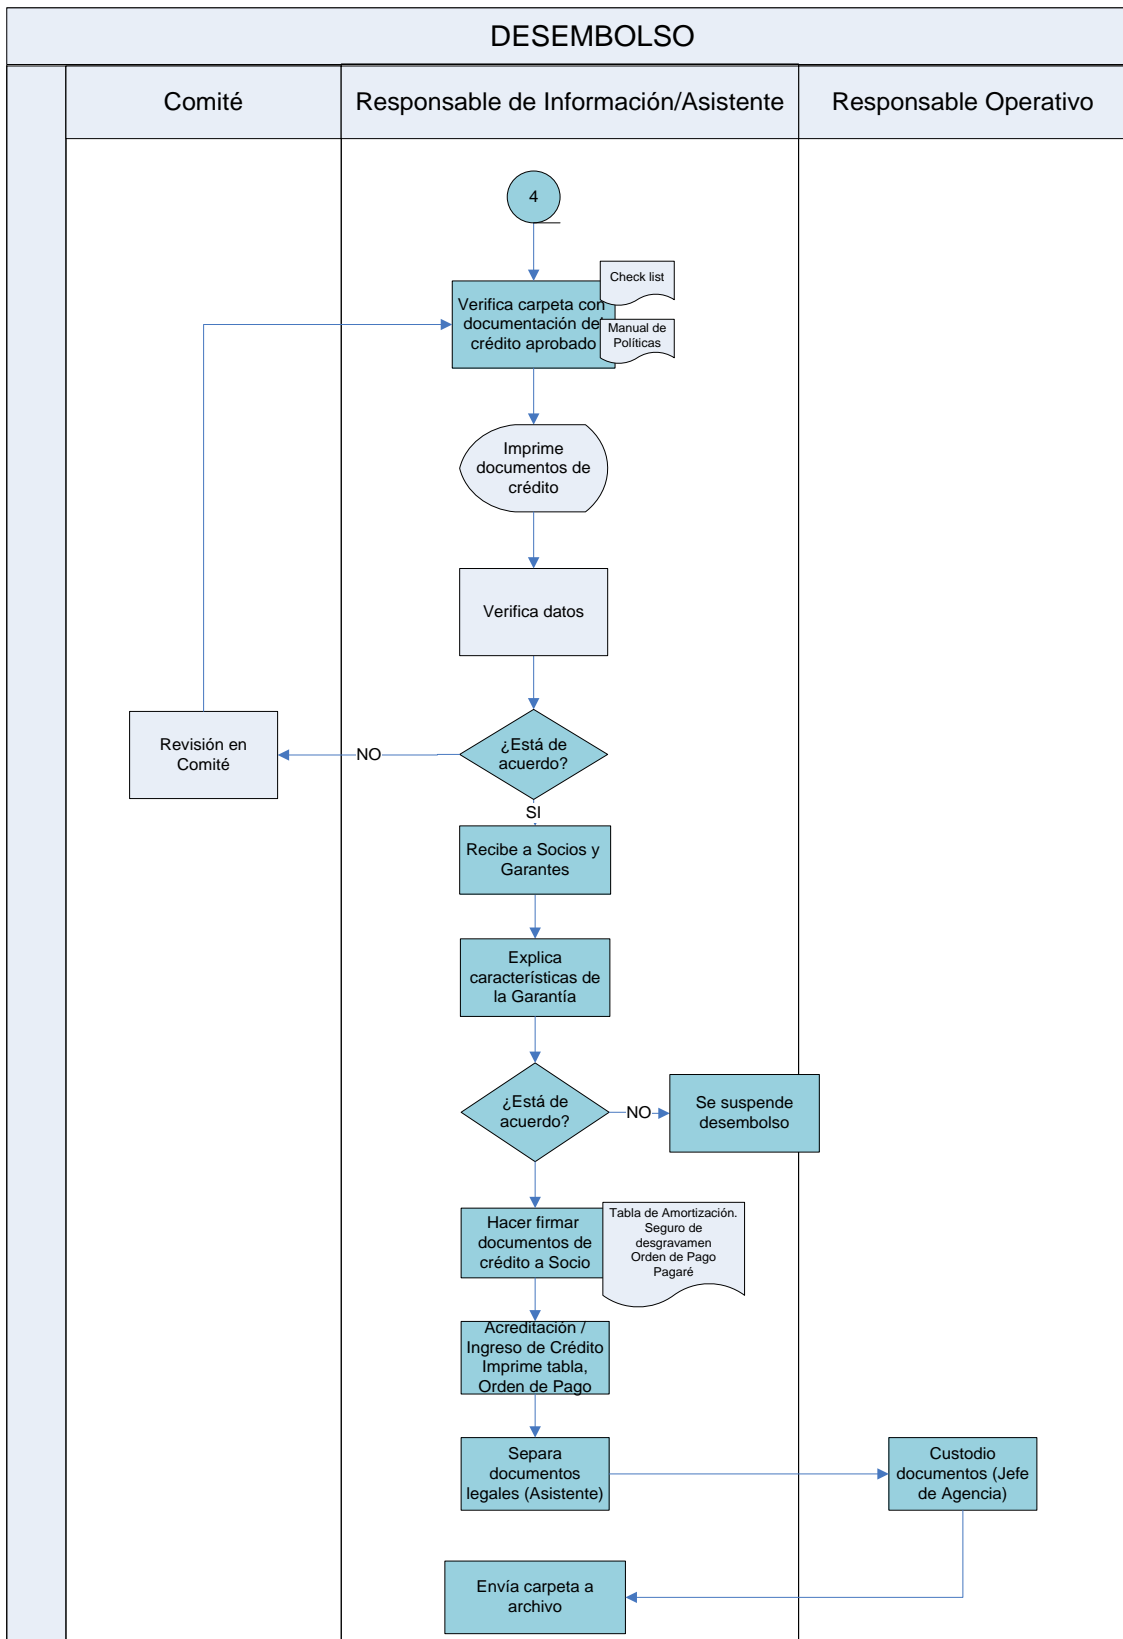 DESEMBOLSO
Comité
Responsable de Información/Asistente
Responsable Operativo
4
Check list
Verifica carpeta con
documentación del
crédito aprobado
Manual de
Políticas
Imprime
documentos de
crédito
Verifica datos
Revisión en
Comité
NO
¿Está de
acuerdo?
SI
Recibe a Socios y
Garantes
Explica
características de
la Garantía
¿Está de
acuerdo?
NO
Se suspende
desembolso
Hacer firmar
documentos de
crédito a Socio
Tabla de Amortización.
Seguro de
desgravamen
Orden de Pago
Pagaré
Acreditación /
Ingreso de Crédito
Imprime tabla,
Orden de Pago
Separa
documentos
legales (Asistente)
Custodio
documentos (Jefe
de Agencia)
Envía carpeta a
archivo